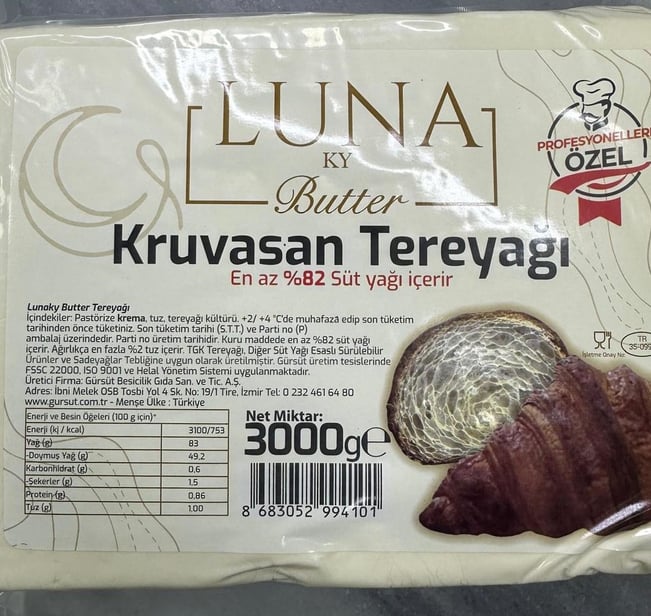 LUNA
KY
Butter
PROFESYONELLERE
ÖZEL
Kruvasan Tereyağı
En az %82 Süt yağı içerir
Lunaky Butter Tereyağı
İçindekiler: Pastörize krema, tuz, tereyağı kültürü. +2/ +4 °C'de muhafaza edip son tüketim
tarihinden önce tüketiniz. Son tüketim tarihi (S.T.T.) ve Parti no (P)
ambalaj üzerindedir. Parti no üretim tarihidir. Kuru maddede en az %82 süt yağı
içerir. Ağırlıkça en fazla %2 tuz içerir. TGK Tereyağı, Diğer Süt Yağı Esaslı Sürülebilir
Ürünler ve Sadeyağlar Tebliğine uygun olarak üretilmiştir. Gürsüt üretim tesislerinde
FSSC 22000, ISO 9001 ve Helal Yönetim Sistemi uygulanmaktadır.
Üretici Firma: Gürsüt Besicilik Gıda San. ve Tic. A.Ş.
Adres: İbni Melek OSB Tosbi Yol 4 Sk. No: 19/1 Tire, İzmir Tel: 0 232 461 64 80
www.gursut.com.tr - Menşe Ülke : Türkiye
TR
35-099
İşletme Onay No:
Enerji ve Besin Öğeleri (100 g için)*
Enerji (kj / kcal) 3100/753
Yağ (g) 83
-Doymuş Yağ (g) 49,2
Karbonhidrat (g) 0,6
-Şekerler (g) 1,5
Protein (g) 0,86
Tuz (g) 1,00
Net Miktar:
3000g℮
8 683052 994101